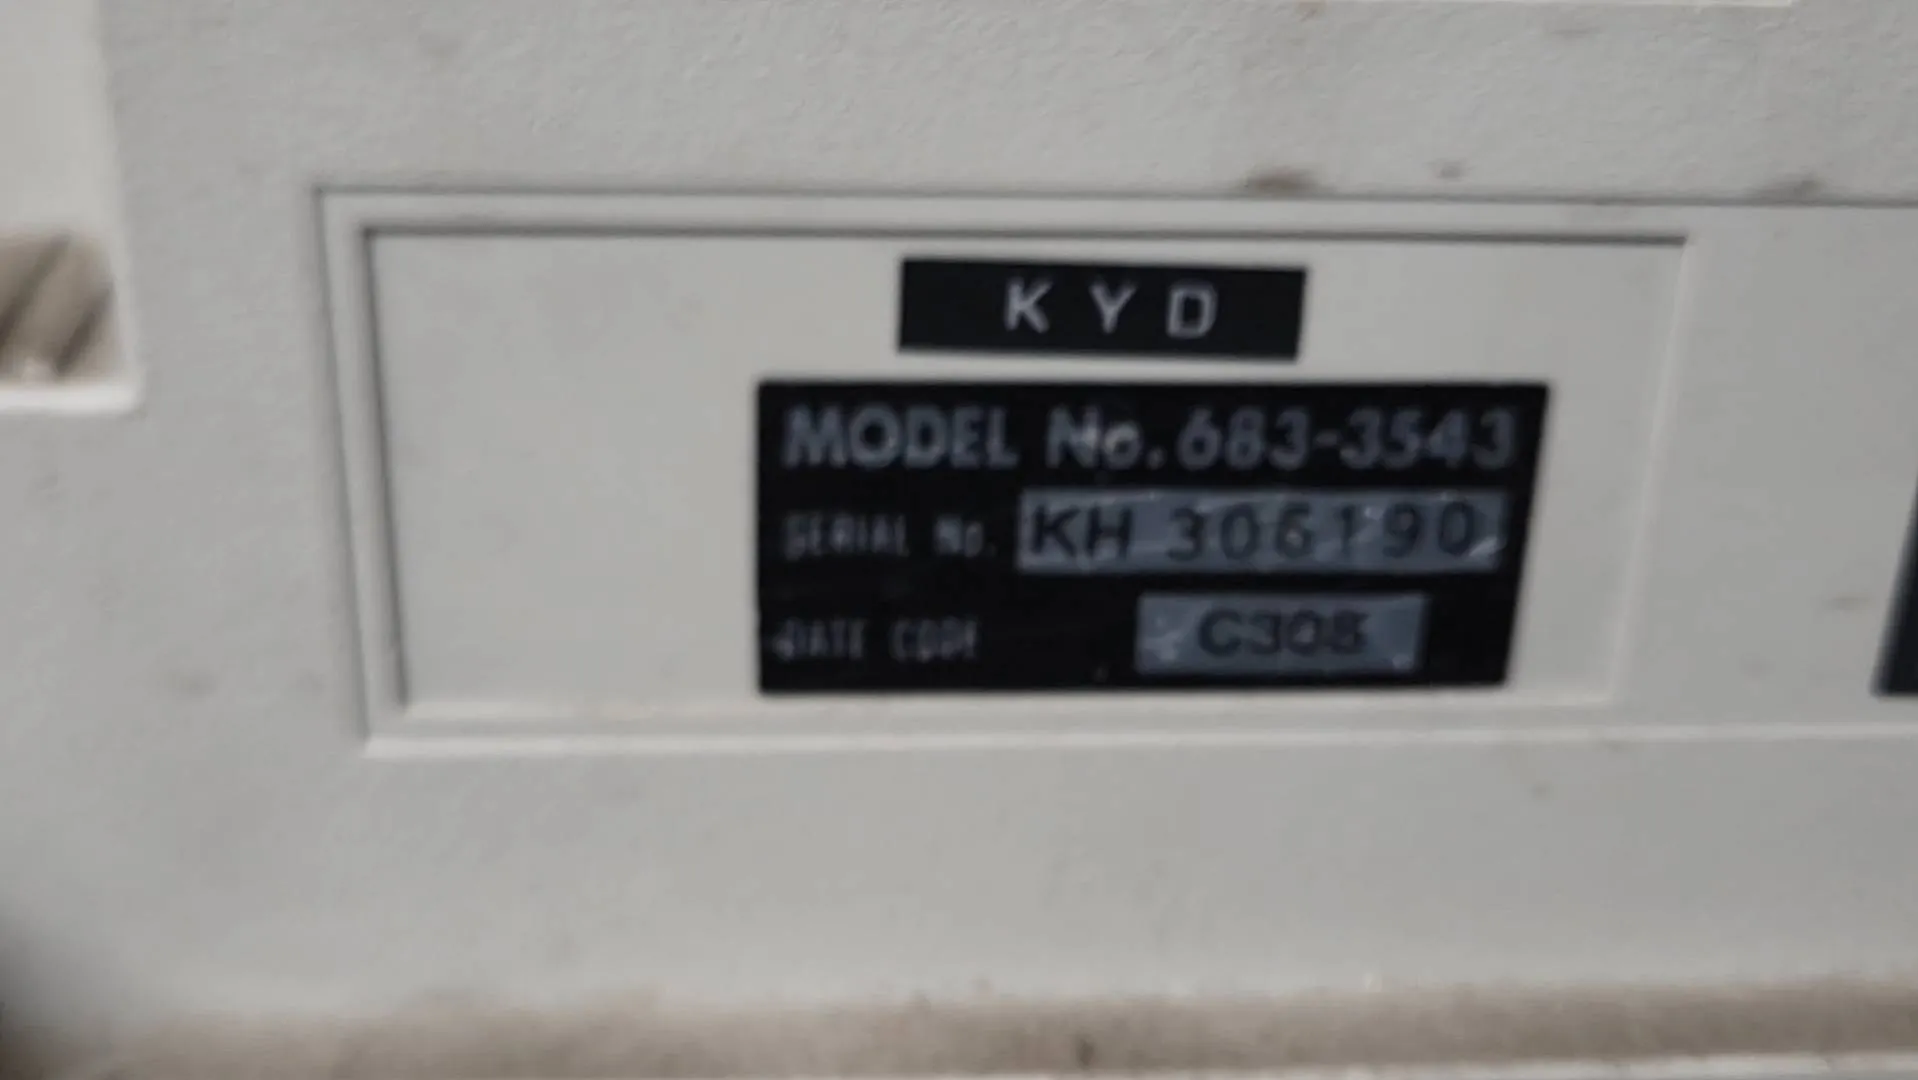 KYD
MODEL No. 683-3543
SERIAL No. KH 306190
DATE CODE C308